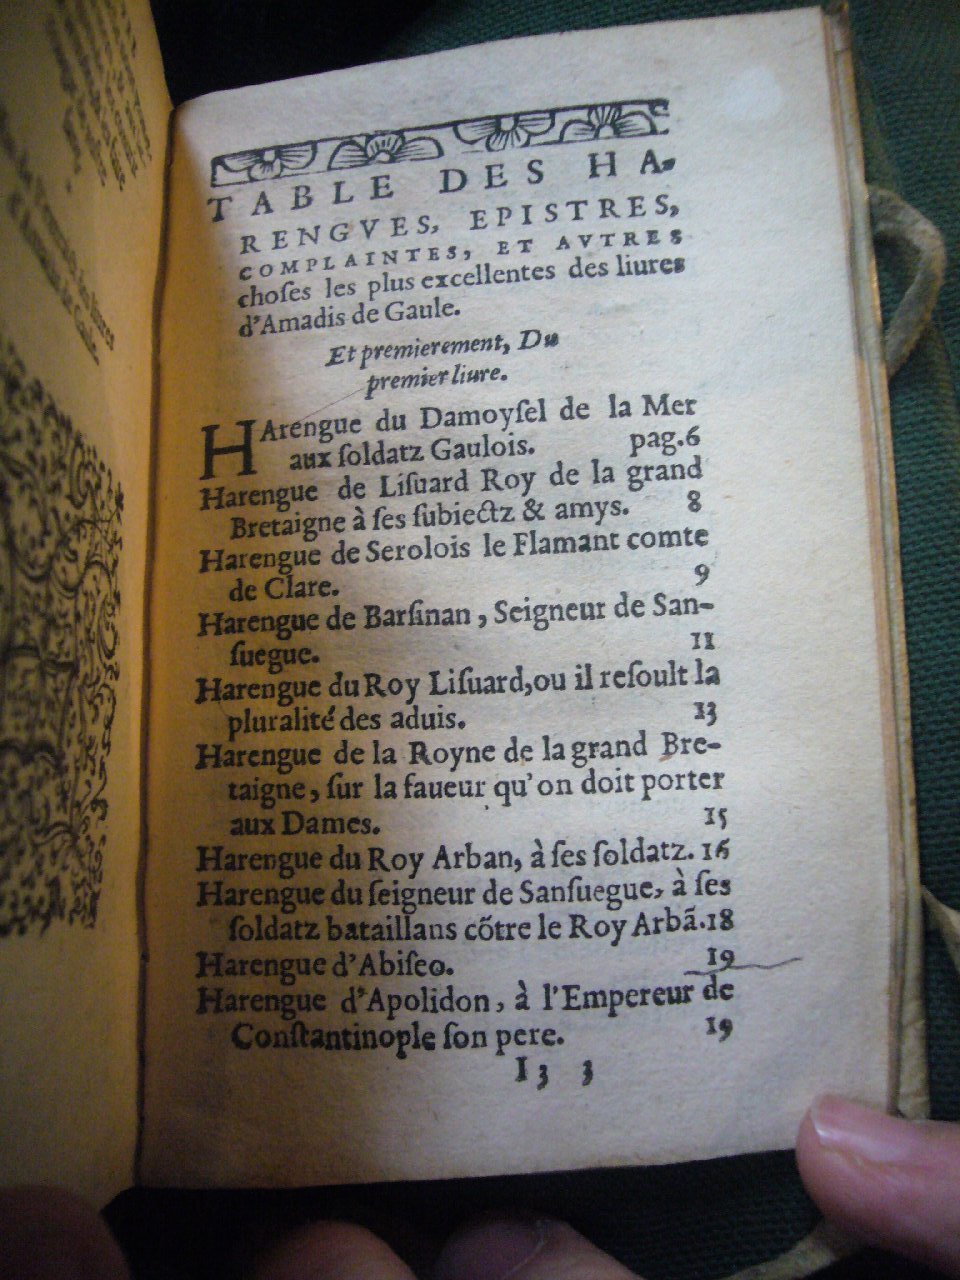 TABLE DES HA-
RENGVES, EPISTRES,
COMPLAINTES, ET AVTRES
choſes les plus excellentes des liures
d'Amadis de Gaule.
Et premierement, Du
premier liure.
HArengue du Damoyſel de la Mer
aux ſoldatz Gaulois. pag.6
Harengue de Liſuard Roy de la grand
Bretaigne à ſes ſubiectz & amys. 8
Harengue de Serolois le Flamant comte
de Clare. 9
Harengue de Barſinan, Seigneur de San-
ſuegue. 11
Harengue du Roy Liſuard, ou il reſoult la
pluralité des aduis. 13
Harengue de la Royne de la grand Bre-
taigne, ſur la faueur qu'on doit porter
aux Dames. 15
Harengue du Roy Arban, à ſes ſoldatz. 16
Harengue du ſeigneur de Sanſuegue, à ſes
ſoldatz bataillans cõtre le Roy Arbã. 18
Harengue d'Abiſeo. 19
Harengue d'Apolidon, à l'Empereur de
Conſtantinople ſon pere. 19
I3 3